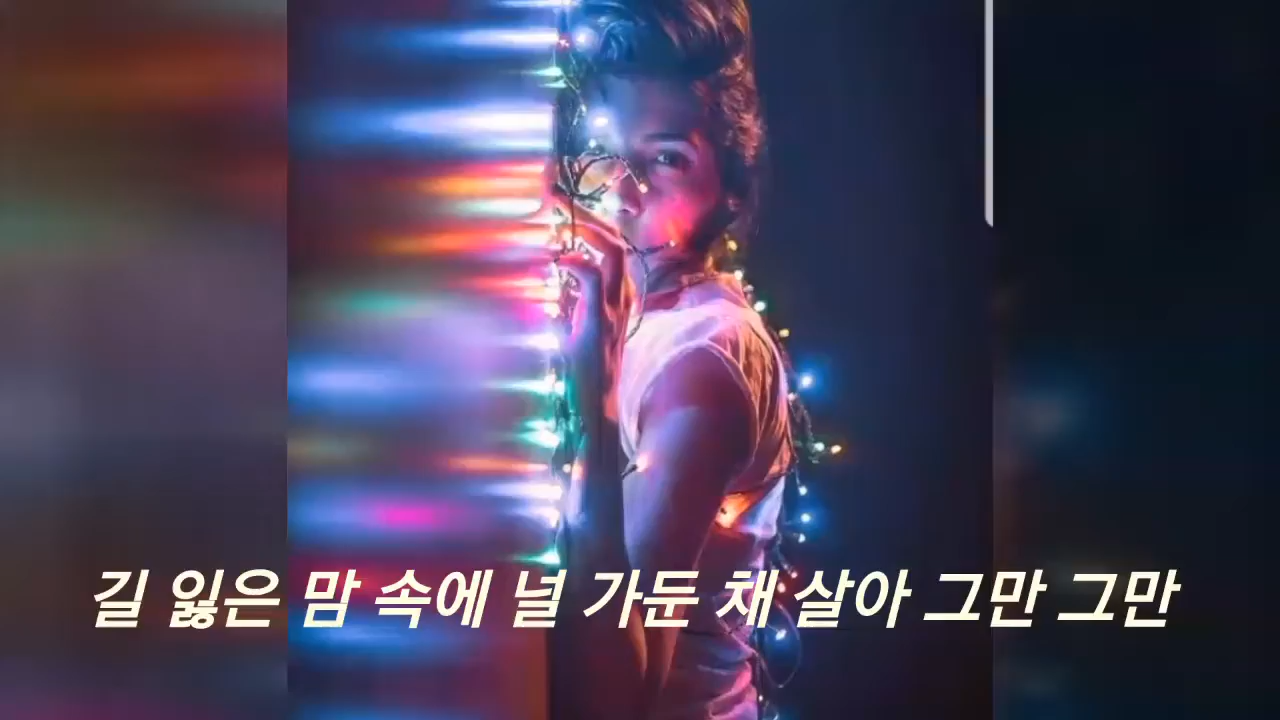 길 잃은 맘 속에 널 가둔 채 살아 그만 그만